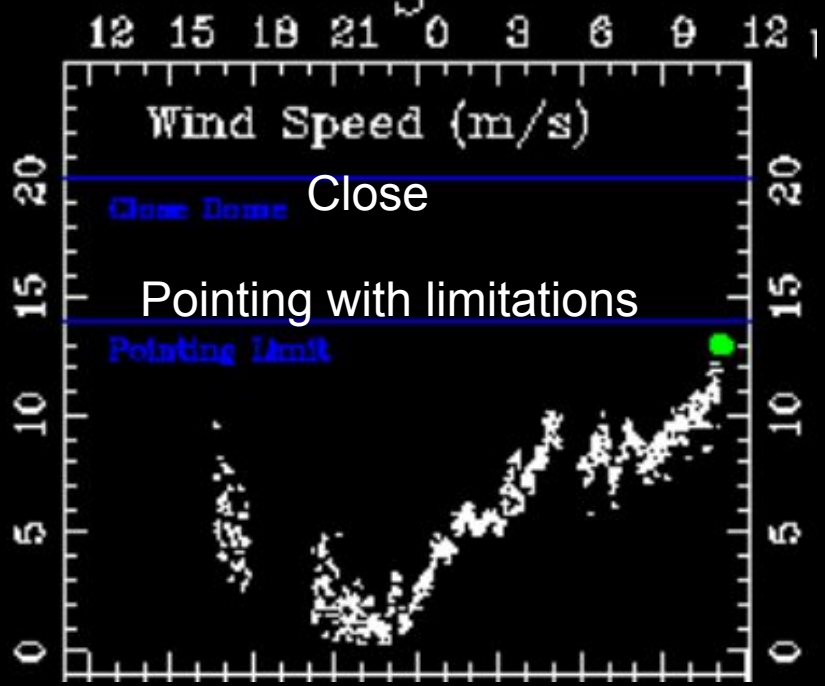 12 15 18 21 0 3 6 9 12
Wind Speed (m/s)
20 20
Close
Close Dome
15 15
Pointing with limitations
Pointing Limit
10 10
5 5
0 0